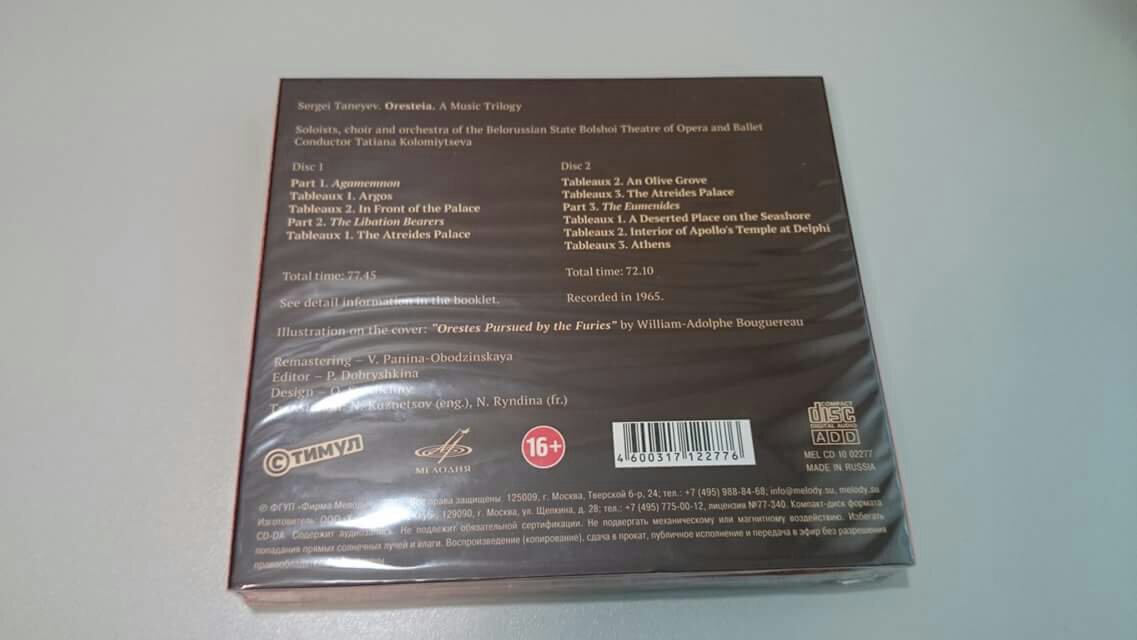 Sergei Taneyev. Oresteia. A Music Trilogy
Soloists, choir and orchestra of the Belorussian State Bolshoi Theatre of Opera and Ballet
Conductor Tatiana Kolomiytseva
Disc 1
Part 1. Agamemnon
Tableaux 1. Argos
Tableaux 2. In Front of the Palace
Part 2. The Libation Bearers
Tableaux 1. The Atreides Palace
Total time: 77.45
See detail information in the booklet.
Disc 2
Tableaux 2. An Olive Grove
Tableaux 3. The Atreides Palace
Part 3. The Eumenides
Tableaux 1. A Deserted Place on the Seashore
Tableaux 2. Interior of Apollo's Temple at Delphi
Tableaux 3. Athens
Total time: 72.10
Recorded in 1965.
Illustration on the cover: "Orestes Pursued by the Furies" by William-Adolphe Bouguereau
Remastering – V. Panina-Obodzinskaya
Editor – P. Dobryshkina
Design –
N. Kuznetsov (eng.), N. Ryndina (fr.)
©ТИМУЛ
МЕЛОДИЯ
16+
4600317122776
COMPACT
disc
DIGITAL AUDIO
ADD
MEL CD 10 02277
MADE IN RUSSIA
℗ ФГУП «Фирма защищены. 125009, г. Москва, Тверской б-р, 24; тел.: +7 (495) 988-84-68; info@melody.su, melody.su
Изготовитель: ООО 129090, г. Москва, ул. Щепкина, д. 28; тел.: +7 (495) 775-00-12, лицензия №77-340. Компакт-диск формата
CD-DA. Содержит аудиозапись. Не подлежит обязательной сертификации. Не подвергать механическому или магнитному воздействию. Избегать
попадания прямых солнечных лучей и влаги. Воспроизведение (копирование), сдача в прокат, публичное исполнение и передача в эфир без разрешения